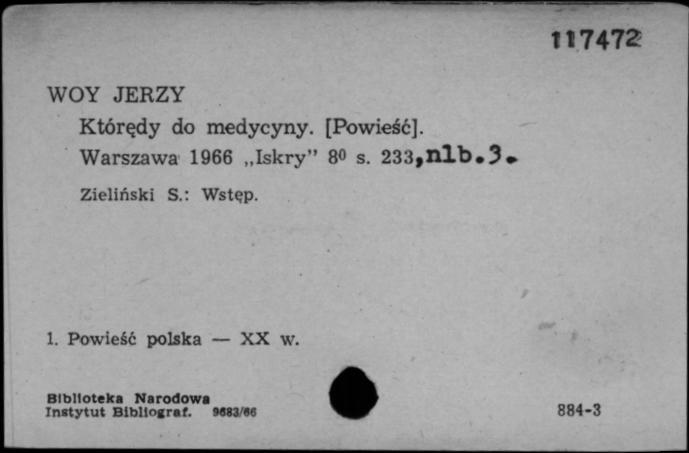 117472
WOY JERZY
Którędy do medycyny. [Powieść].
Warszawa 1966 „Iskry” 8⁰ s. 233,nlb.3.
Zieliński S.: Wstęp.
1. Powieść polska — XX w.
Biblioteka Narodowa
Instytut Bibliograf. 9683/66
884-3